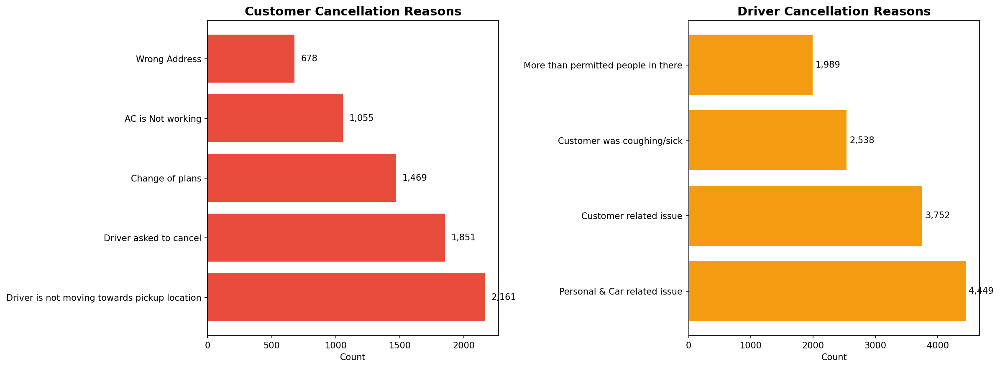 Customer Cancellation Reasons
Wrong Address
678
AC is Not working
1,055
Change of plans
1,469
Driver asked to cancel
1,851
Driver is not moving towards pickup location
2,161
0 500 1000 1500 2000
Count
Driver Cancellation Reasons
More than permitted people in there
1,989
Customer was coughing/sick
2,538
Customer related issue
3,752
Personal & Car related issue
4,449
0 1000 2000 3000 4000
Count